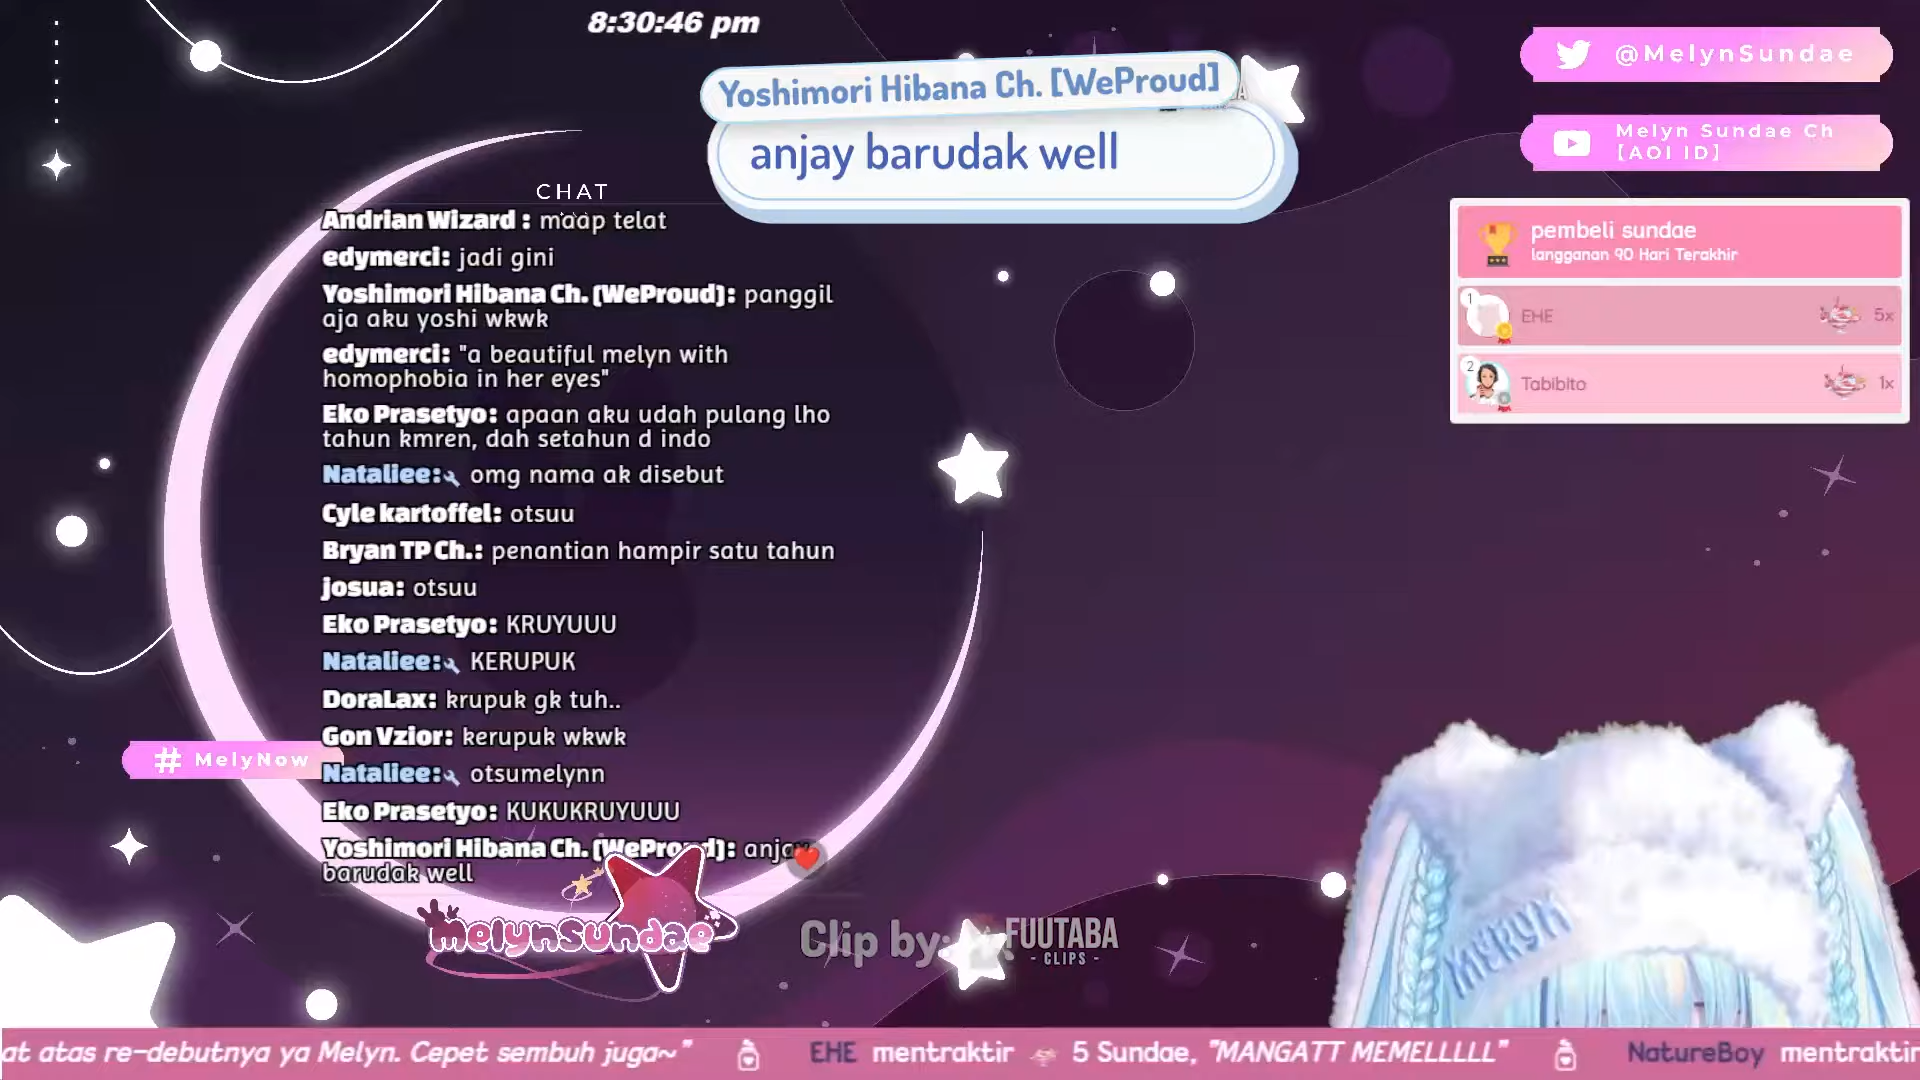 8:30:46 pm
Yoshimori Hibana Ch. [WeProud]
anjay barudak well
@MelynSundae
Melyn Sundae Ch
【AOI ID】
pembeli sundae
langganan 90 Hari Terakhir
1
EHE
5x
2
Tabibito
1x
CHAT
Andrian Wizard : maap telat
edymerci: jadi gini
Yoshimori Hibana Ch. [WeProud]: panggil
aja aku yoshi wkwk
edymerci: "a beautiful melyn with
homophobia in her eyes"
Eko Prasetyo: apaan aku udah pulang lho
tahun kmren, dah setahun d indo
Nataliee: omg nama ak disebut
Cyle kartoffel: otsuu
Bryan TP Ch.: penantian hampir satu tahun
josua: otsuu
Eko Prasetyo: KRUYUUU
Nataliee: KERUPUK
DoraLax: krupuk gk tuh..
Gon Vzior: kerupuk wkwk
Nataliee: otsumelynn
Eko Prasetyo: KUKUKRUYUUU
Yoshimori Hibana Ch. [WeProud]: anjay
barudak well
# MelyNow
melynsundae
Clip by: FUUTABA
- CLIPS -
MERYN
at atas re-debutnya ya Melyn. Cepet sembuh juga~" EHE mentraktir 5 Sundae, "MANGATT MEMELLLLL" NatureBoy mentraktir